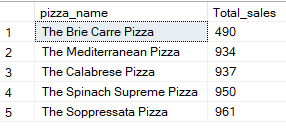 pizza_name Total_sales
1 The Brie Carre Pizza 490
2 The Mediterranean Pizza 934
3 The Calabrese Pizza 937
4 The Spinach Supreme Pizza 950
5 The Soppressata Pizza 961